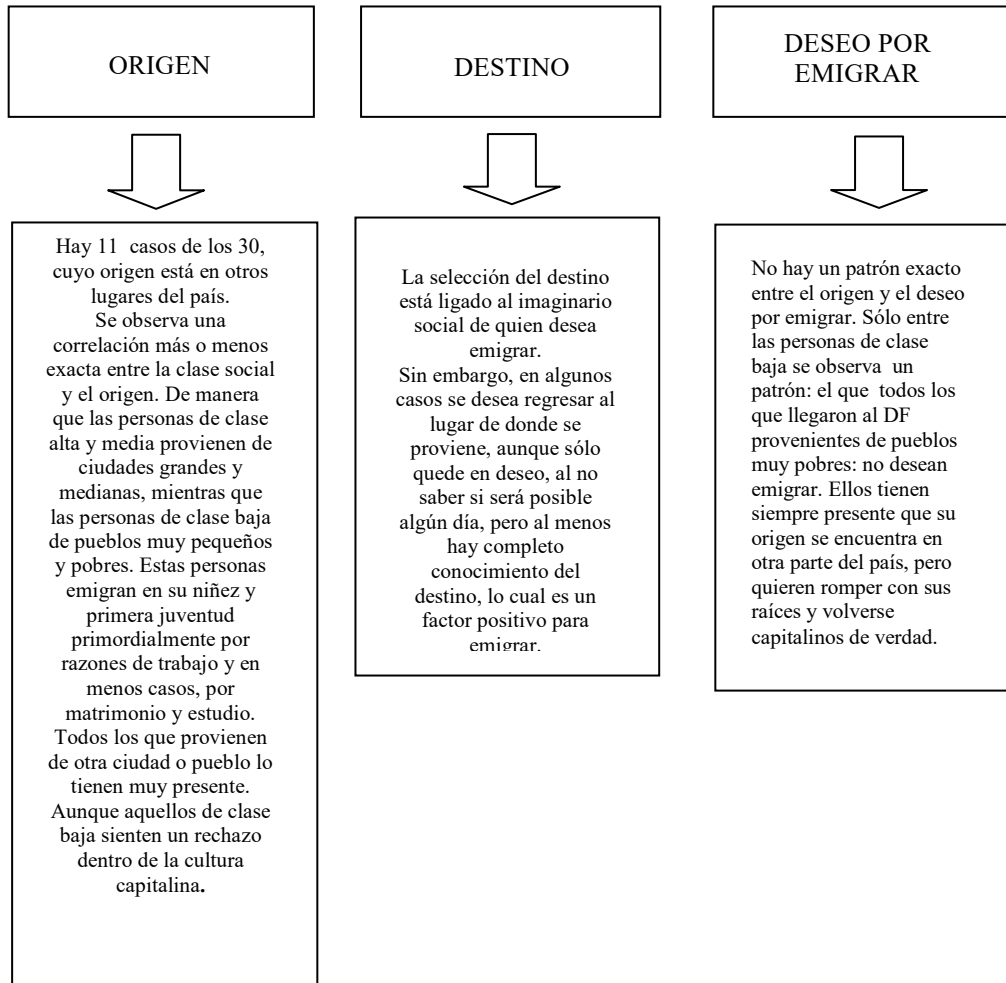 ORIGEN
DESTINO
DESEO POR
EMIGRAR
Hay 11 casos de los 30,
cuyo origen está en otros
lugares del país.
Se observa una
correlación más o menos
exacta entre la clase social
y el origen. De manera
que las personas de clase
alta y media provienen de
ciudades grandes y
medianas, mientras que
las personas de clase baja
de pueblos muy pequeños
y pobres. Estas personas
emigran en su niñez y
primera juventud
primordialmente por
razones de trabajo y en
menos casos, por
matrimonio y estudio.
Todos los que provienen
de otra ciudad o pueblo lo
tienen muy presente.
Aunque aquellos de clase
baja sienten un rechazo
dentro de la cultura
capitalina.
La selección del destino
está ligado al imaginario
social de quien desea
emigrar.
Sin embargo, en algunos
casos se desea regresar al
lugar de donde se
proviene, aunque sólo
quede en deseo, al no
saber si será posible
algún día, pero al menos
hay completo
conocimiento del
destino, lo cual es un
factor positivo para
emigrar.
No hay un patrón exacto
entre el origen y el deseo
por emigrar. Sólo entre
las personas de clase
baja se observa un
patrón: el que todos los
que llegaron al DF
provenientes de pueblos
muy pobres: no desean
emigrar. Ellos tienen
siempre presente que su
origen se encuentra en
otra parte del país, pero
quieren romper con sus
raíces y volverse
capitalinos de verdad.